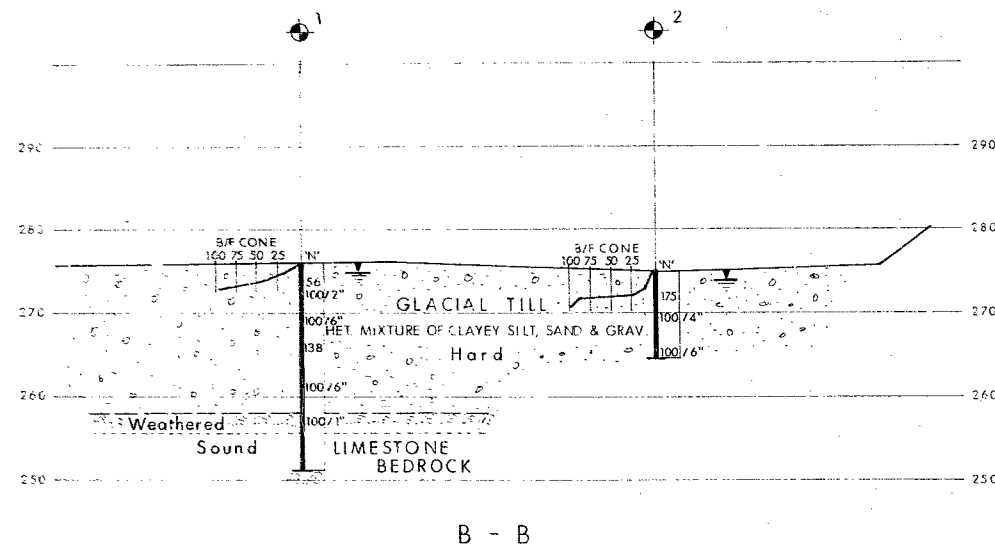 1
2
290
290
280
280
B/F CONE
100 75 50 25 'N'
B/F CONE
100 75 50 25 'N'
56
100/2"
175
GLACIAL TILL
270
100/6"
100/4"
270
HET. MIXTURE OF CLAYEY SILT, SAND & GRAV.
138
Hard
100/6"
100/6"
260
260
Weathered
100/1"
Sound
LIMESTONE
BEDROCK
250
250
B - B